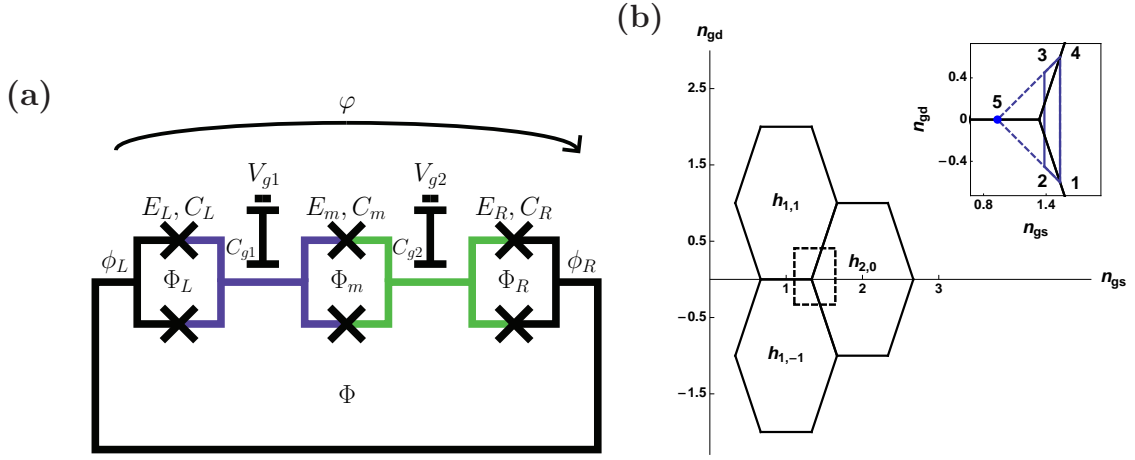 (a)
φ
V_{g1}
V_{g2}
E_L, C_L
E_m, C_m
E_R, C_R
C_{g1}
C_{g2}
ϕ_L
Φ_L
Φ_m
Φ_R
ϕ_R
Φ
(b)
n_{gd}
2.5
1.5
0.5
−0.5
−1.5
1
2
3
n_{gs}
h_{1,1}
h_{2,0}
h_{1,−1}
n_{gd}
0.4
0
−0.4
0.8
1.4
n_{gs}
3
4
5
2
1